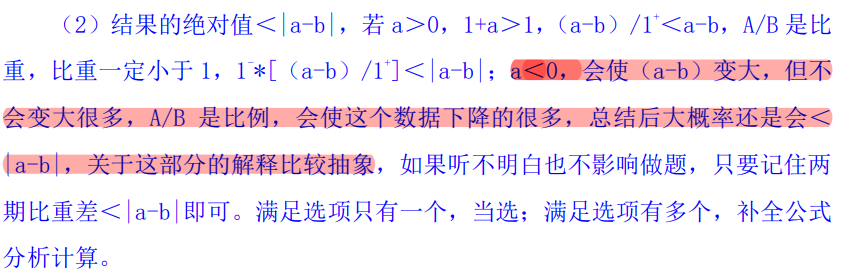 （2）结果的绝对值＜|a-b|，若 a＞0，1+a＞1，（a-b）/1⁺＜a-b，A/B 是比
重，比重一定小于 1，1⁻*[（a-b）/1⁺]＜|a-b|；a＜0，会使（a-b）变大，但不
会变大很多，A/B 是比例，会使这个数据下降的很多，总结后大概率还是会＜
|a-b|，关于这部分的解释比较抽象，如果听不明白也不影响做题，只要记住两
期比重差＜|a-b|即可。满足选项只有一个，当选；满足选项有多个，补全公式
分析计算。